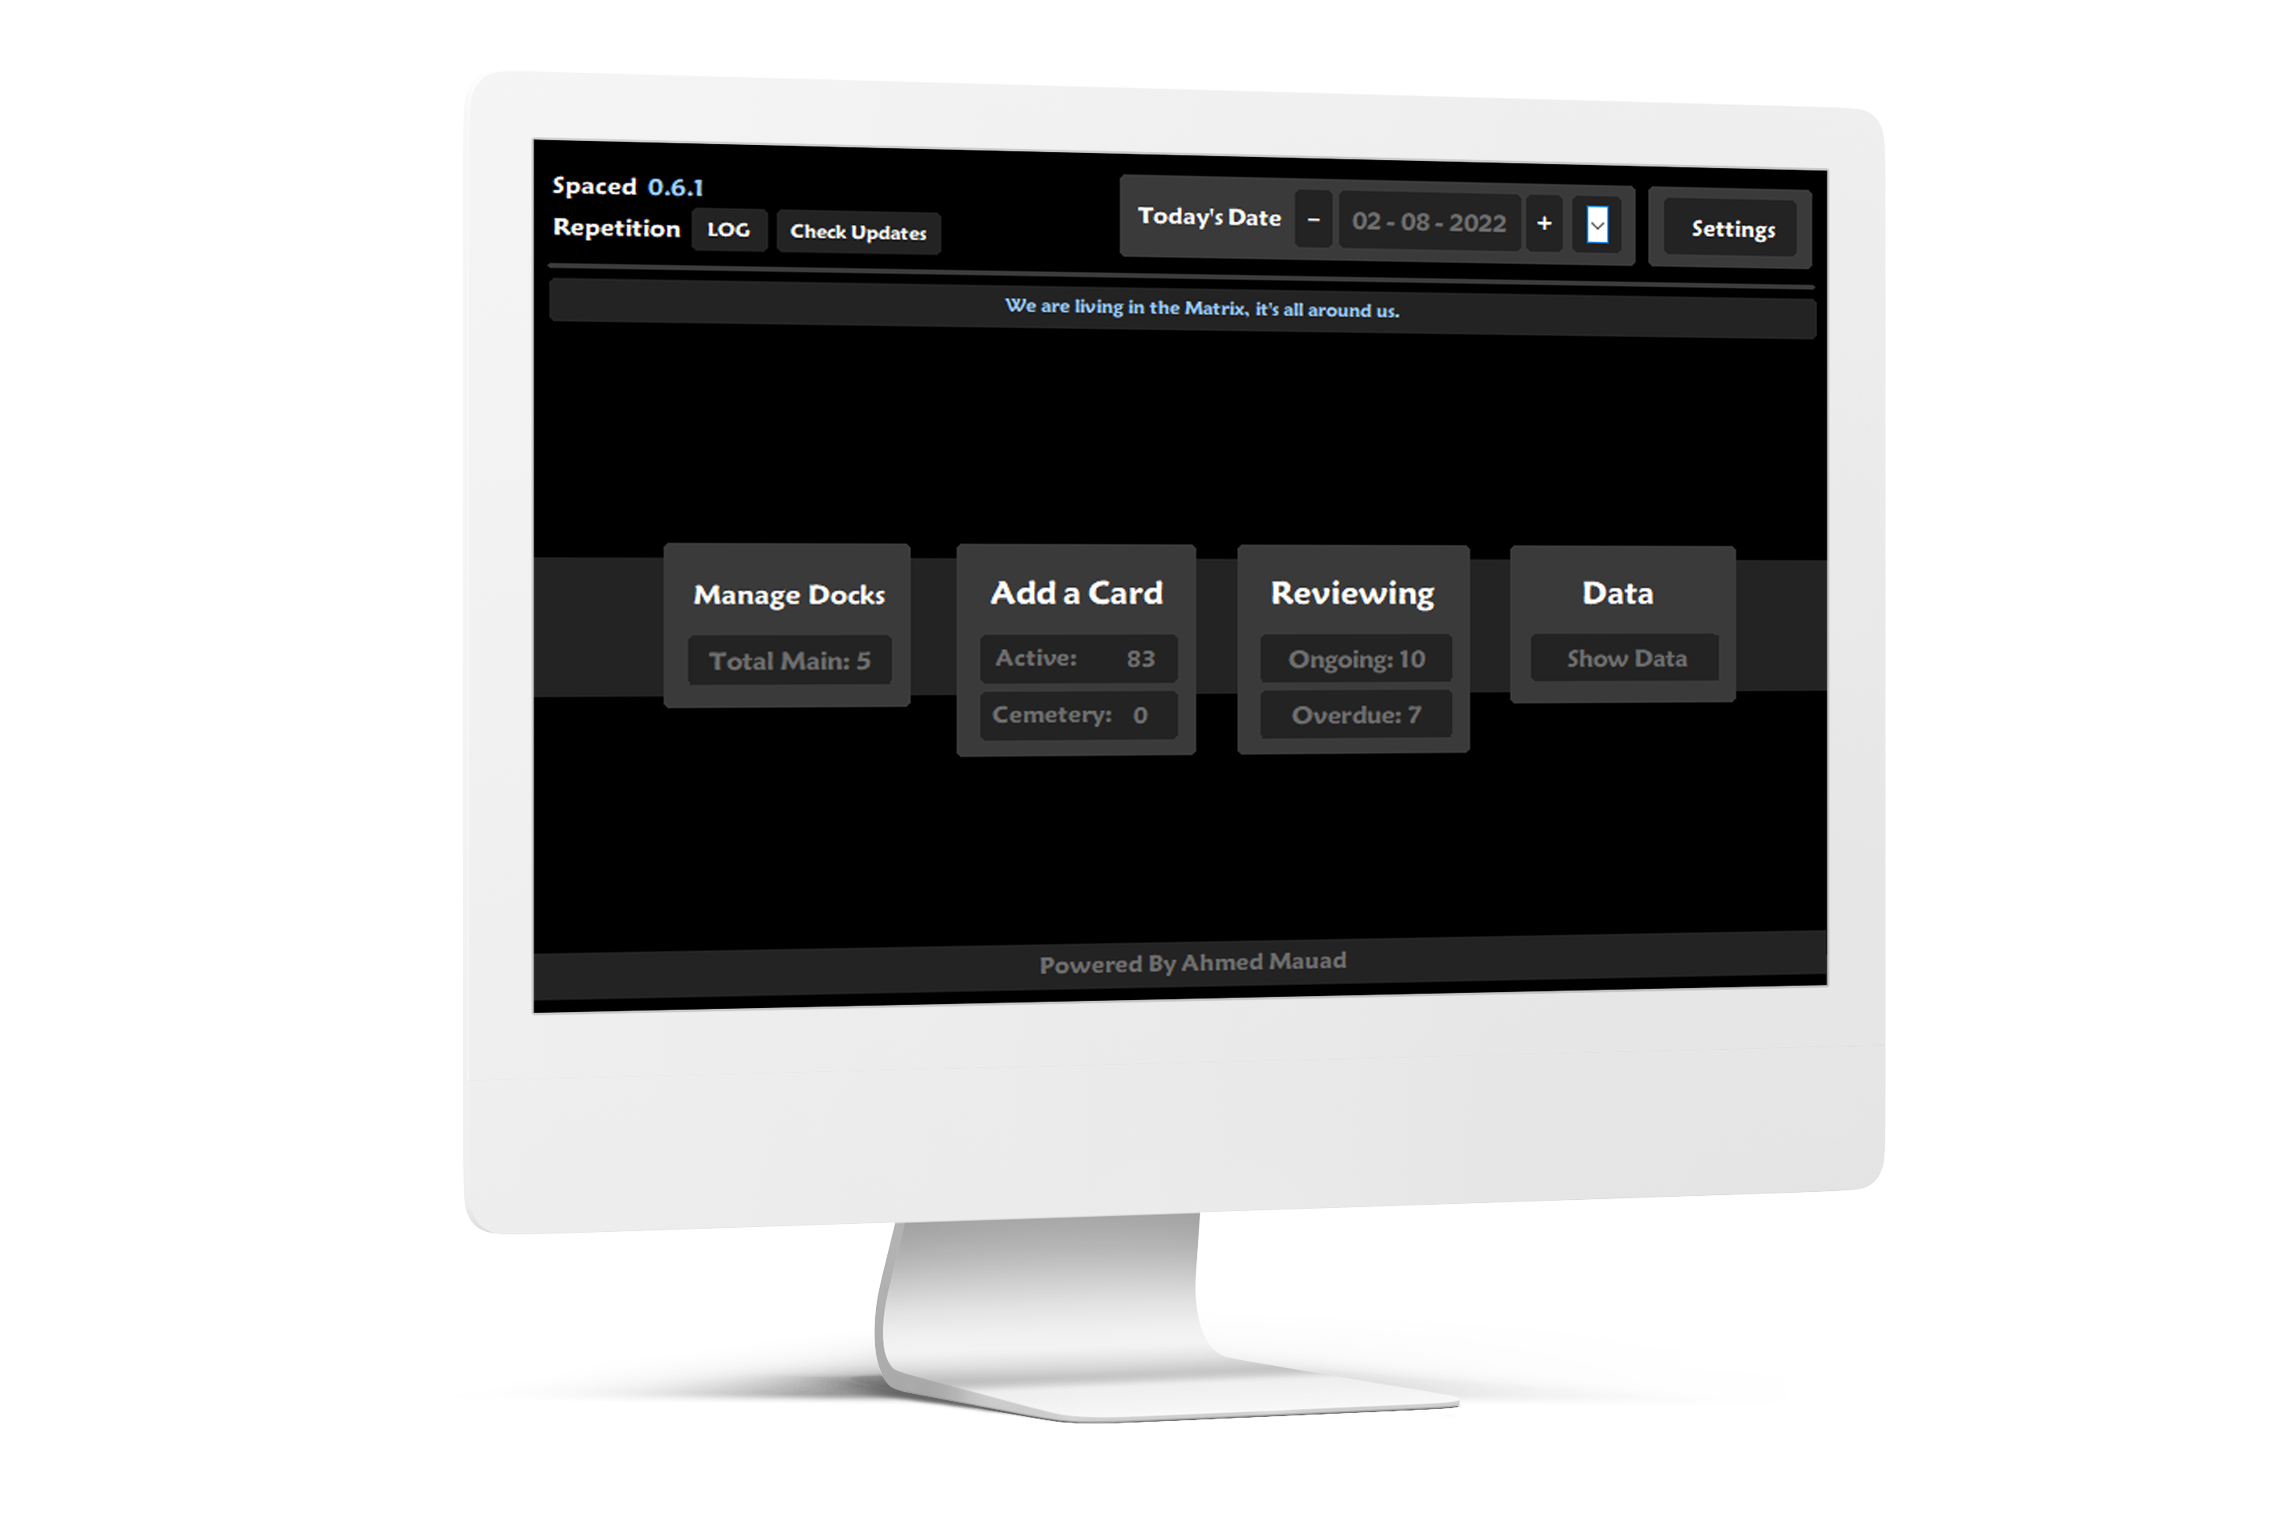 Spaced 0.6.1
Repetition LOG Check Updates
Today's Date - 02 - 08 - 2022 + Settings
We are living in the Matrix, it's all around us.
Manage Docks
Total Main: 5
Add a Card
Active: 83
Cemetery: 0
Reviewing
Ongoing: 10
Overdue: 7
Data
Show Data
Powered By Ahmed Mauad